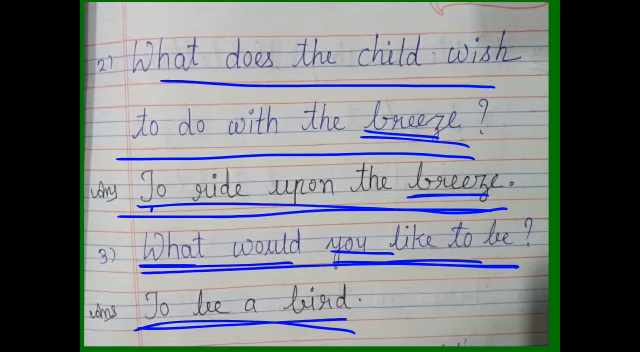 2) What does the child wish
to do with the breeze?
Ans To ride upon the breeze.
3) What would you like to be?
Ans To be a bird.